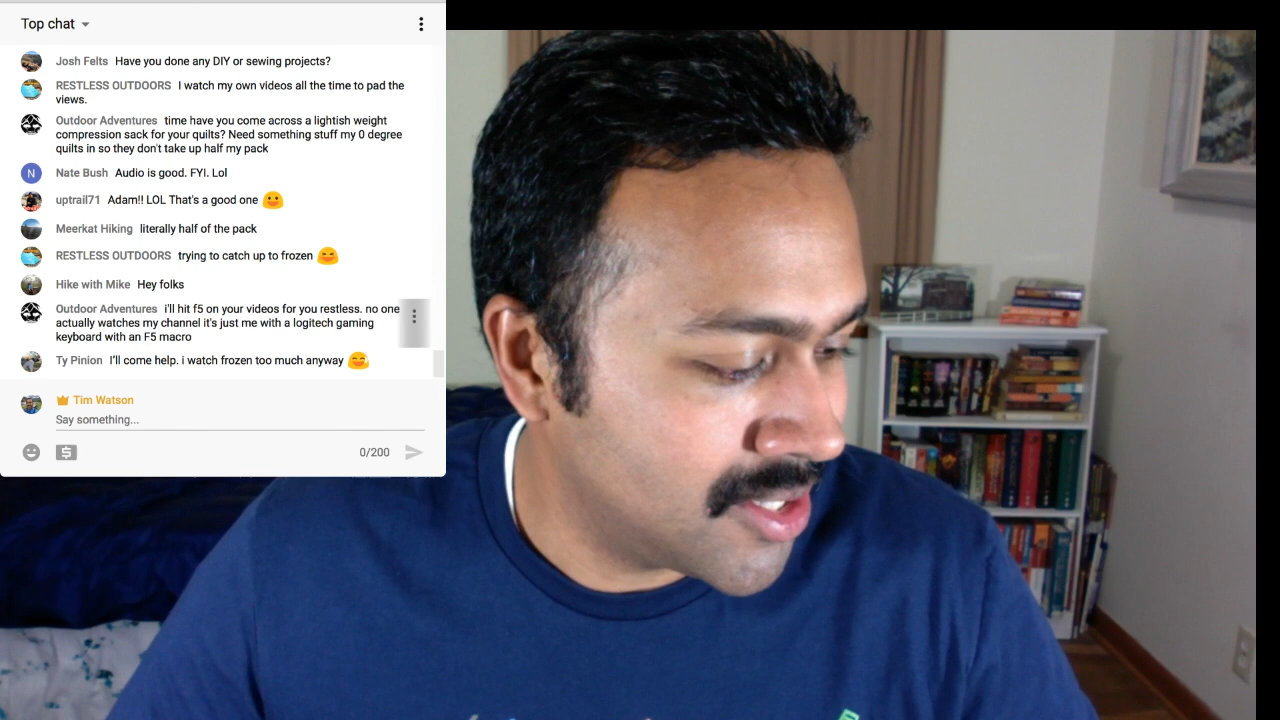 Top chat
Josh Felts Have you done any DIY or sewing projects?
RESTLESS OUTDOORS I watch my own videos all the time to pad the
views.
Outdoor Adventures time have you come across a lightish weight
compression sack for your quilts? Need something stuff my 0 degree
quilts in so they don't take up half my pack
N Nate Bush Audio is good. FYI. Lol
uptrail71 Adam!! LOL That's a good one
Meerkat Hiking literally half of the pack
RESTLESS OUTDOORS trying to catch up to frozen
Hike with Mike Hey folks
Outdoor Adventures i'll hit f5 on your videos for you restless. no one
actually watches my channel it's just me with a logitech gaming
keyboard with an F5 macro
Ty Pinion I'll come help. i watch frozen too much anyway
Tim Watson
Say something...
0/200